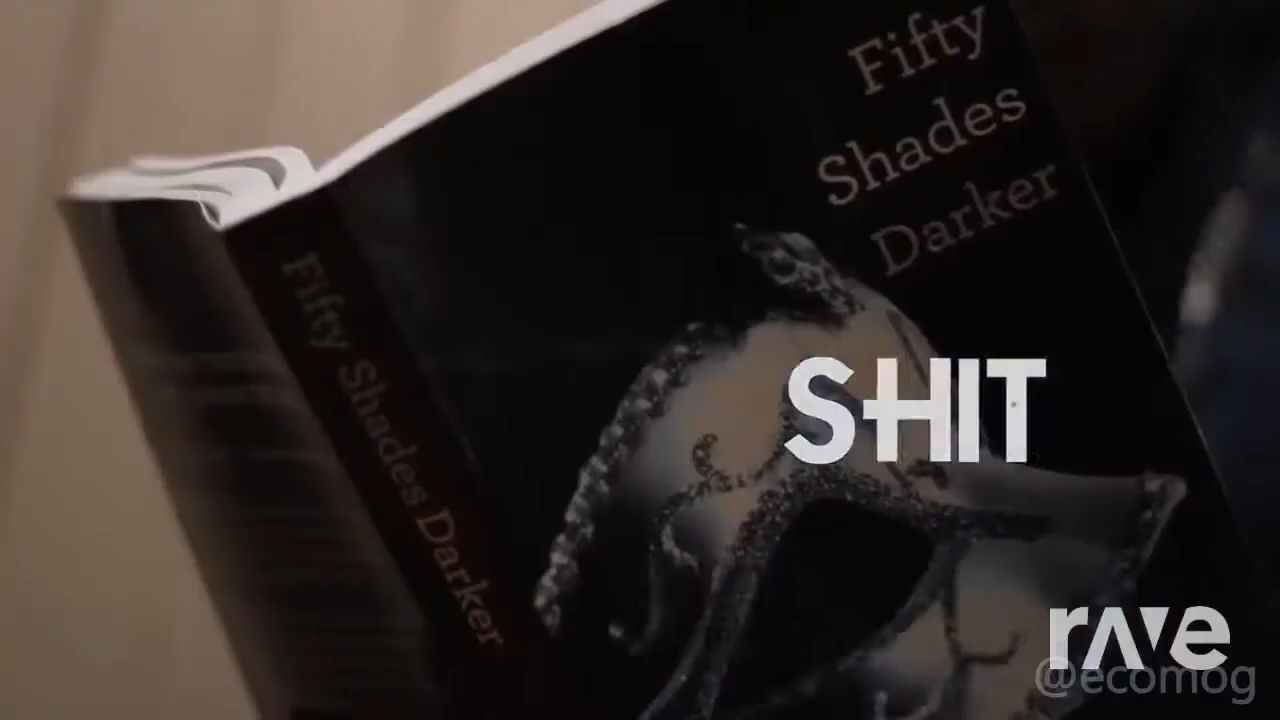 Fifty
Shades
Darker
Fifty Shades Darker
SHIT
rave
@ecomog